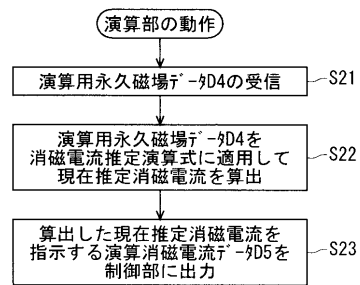 演算部の動作
演算用永久磁場データD4の受信
S21
演算用永久磁場データD4を
消磁電流推定演算式に適用して
現在推定消磁電流を算出
S22
算出した現在推定消磁電流を
指示する演算消磁電流データD5を
制御部に出力
S23